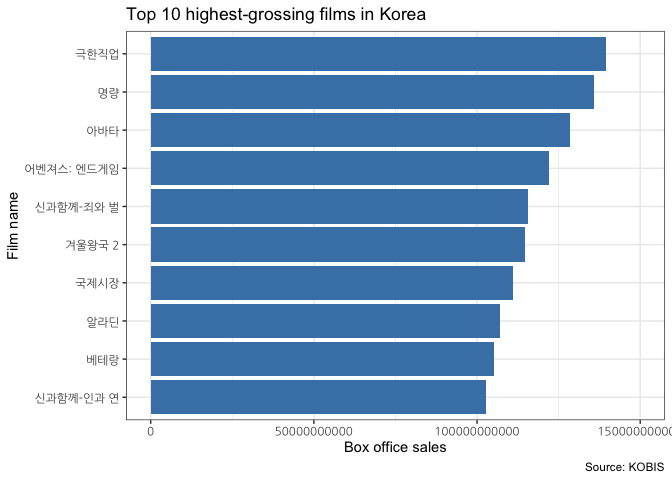 Top 10 highest-grossing films in Korea
극한직업
명량
아바타
어벤져스: 엔드게임
신과함께-죄와 벌
겨울왕국 2
국제시장
알라딘
베테랑
신과함께-인과 연
Film name
0 50000000000 100000000000
Box office sales
Source: KOBIS